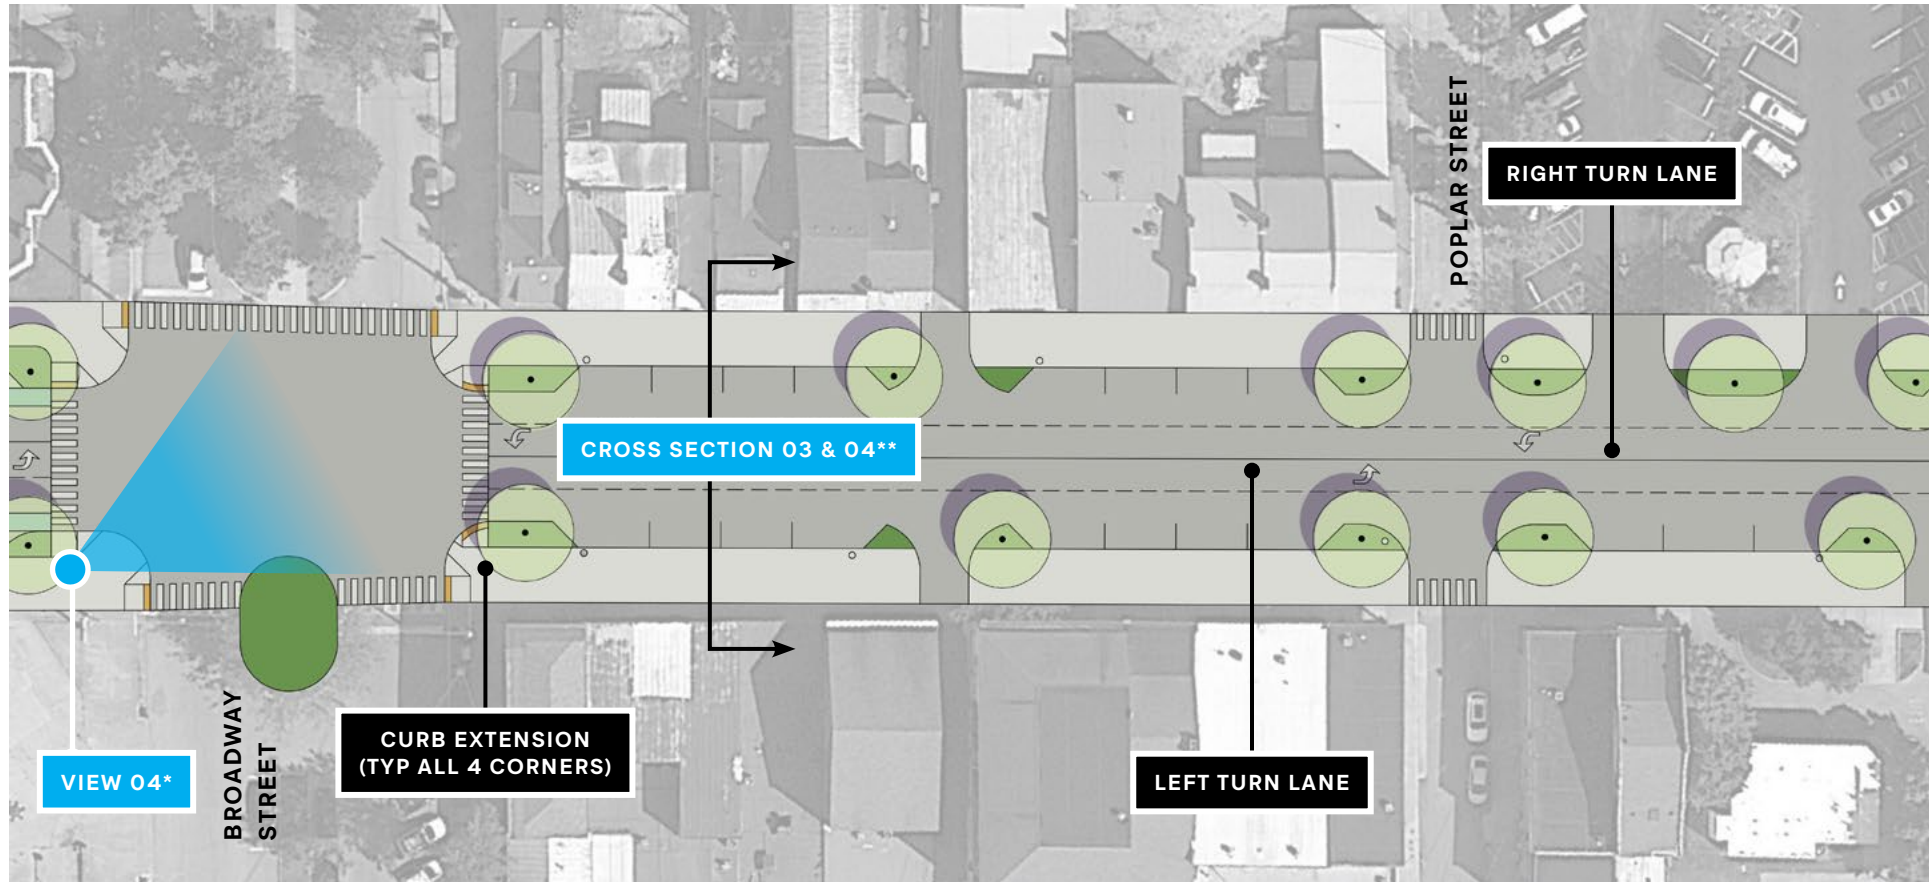 POPLAR STREET
RIGHT TURN LANE
CROSS SECTION 03 & 04**
BROADWAY
STREET
CURB EXTENSION
(TYP ALL 4 CORNERS)
VIEW 04*
LEFT TURN LANE